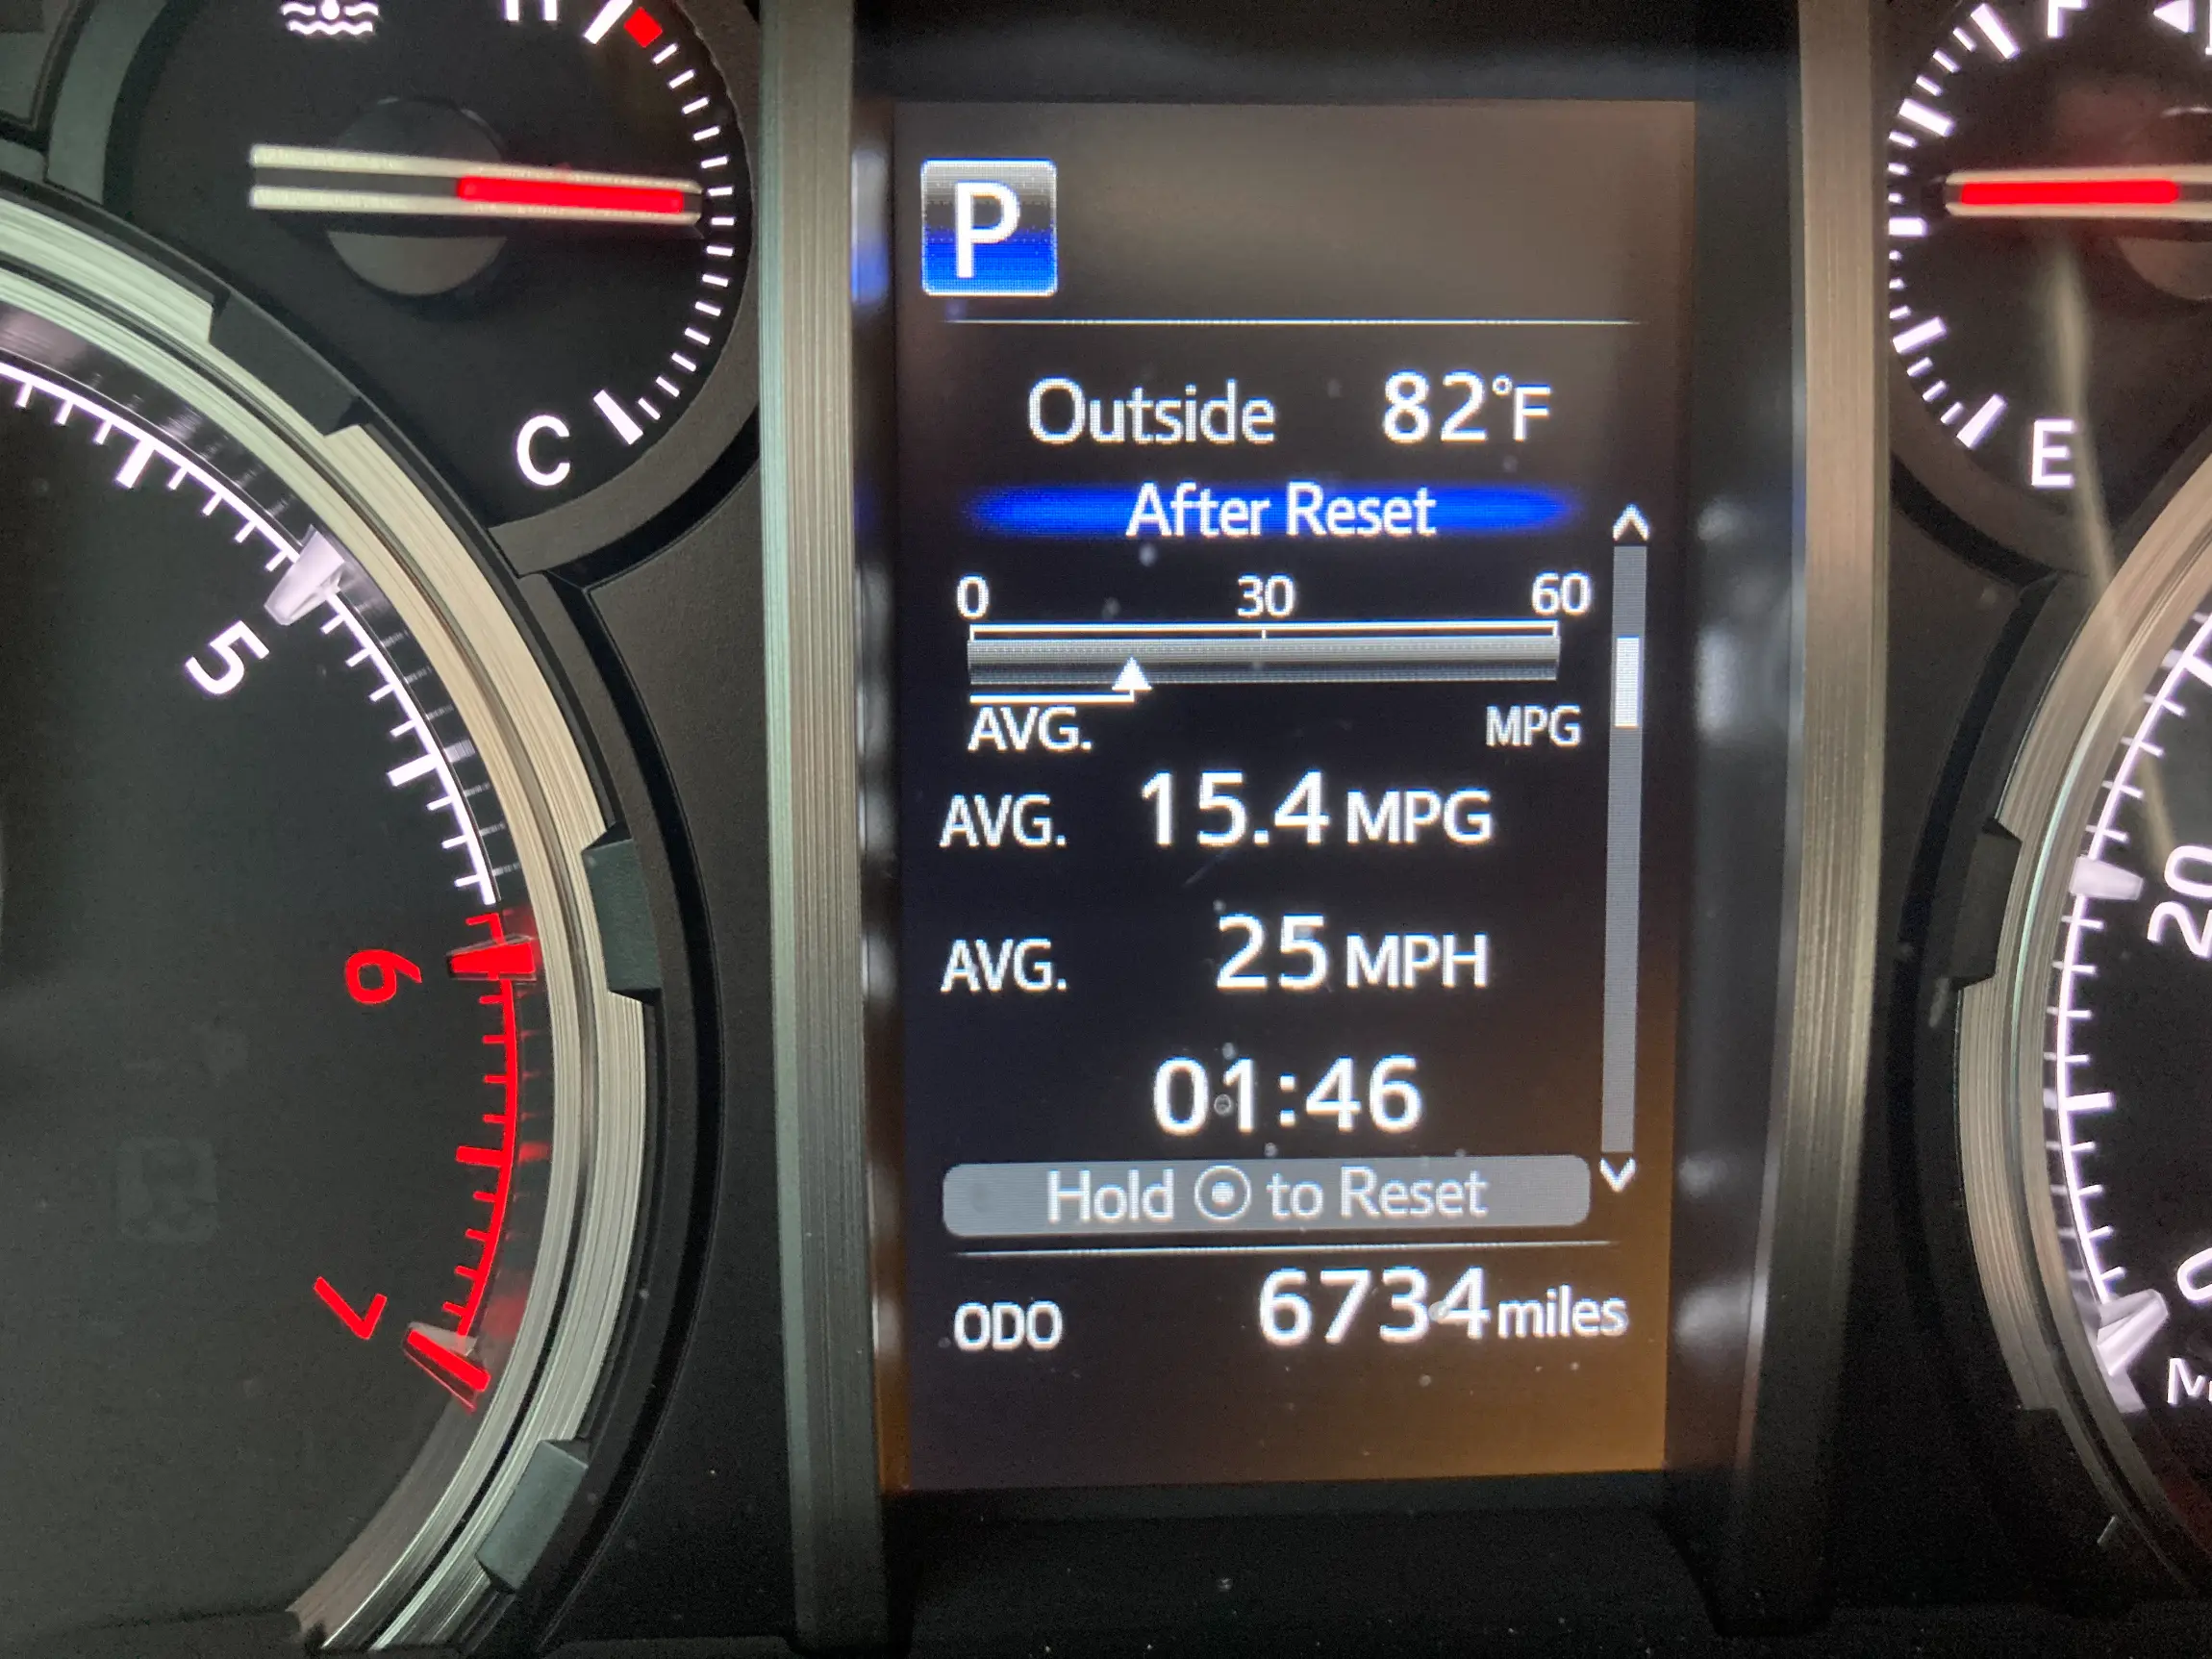 P
Outside 82°F
After Reset
0 30 60
AVG. MPG
AVG. 15.4 MPG
AVG. 25 MPH
01:46
Hold to Reset
ODO 6734 miles
H
C
5
6
7
F
E
20
0